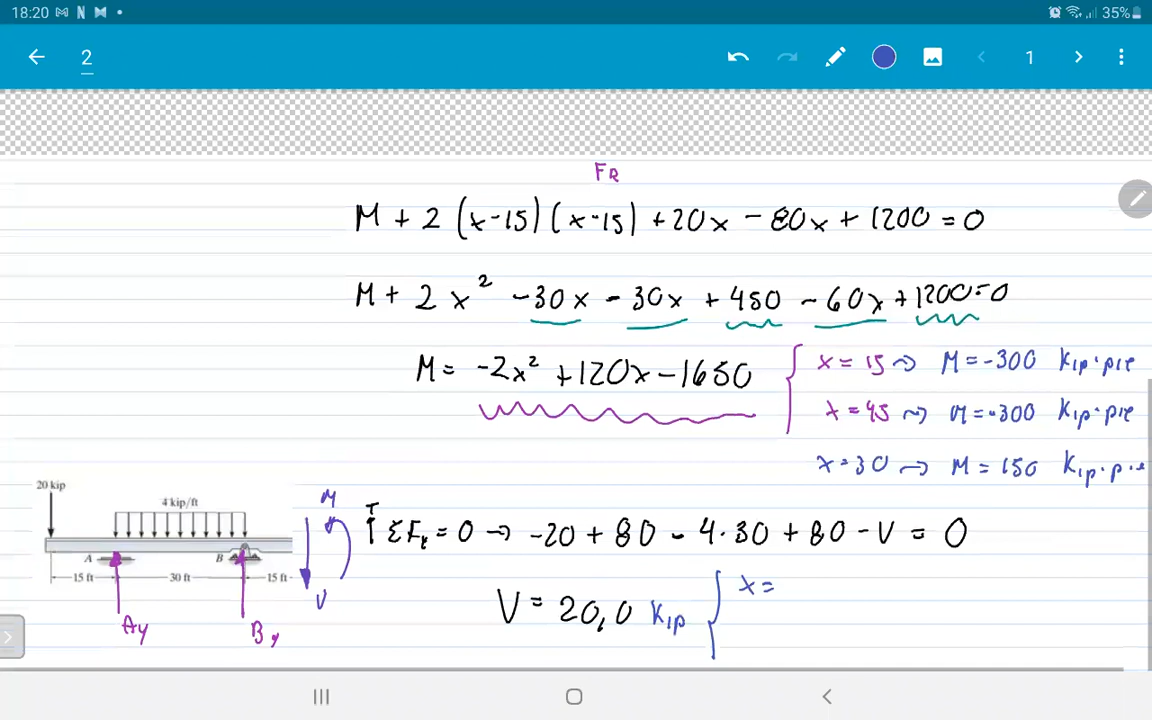 18:20 35%
2 1
FR
M + 2 (x-15)(x-15) +20x - 80x + 1200 = 0
M + 2x² -30x - 30x + 450 - 60x + 1200=0
M= -2x² +120x -1650 { x = 15 ⇝ M = -300 Kip·pie
x = 45 ⇝ M = -300 Kip·pie
x = 30 → M = 150 Kip·pie
20 kip
4 kip/ft
A B
15 ft 30 ft 15 ft
Ay By
M
V
↑+ ΣFy = 0 → -20 + 80 - 4·30 + 80 - V = 0
V = 20,0 Kip { x =